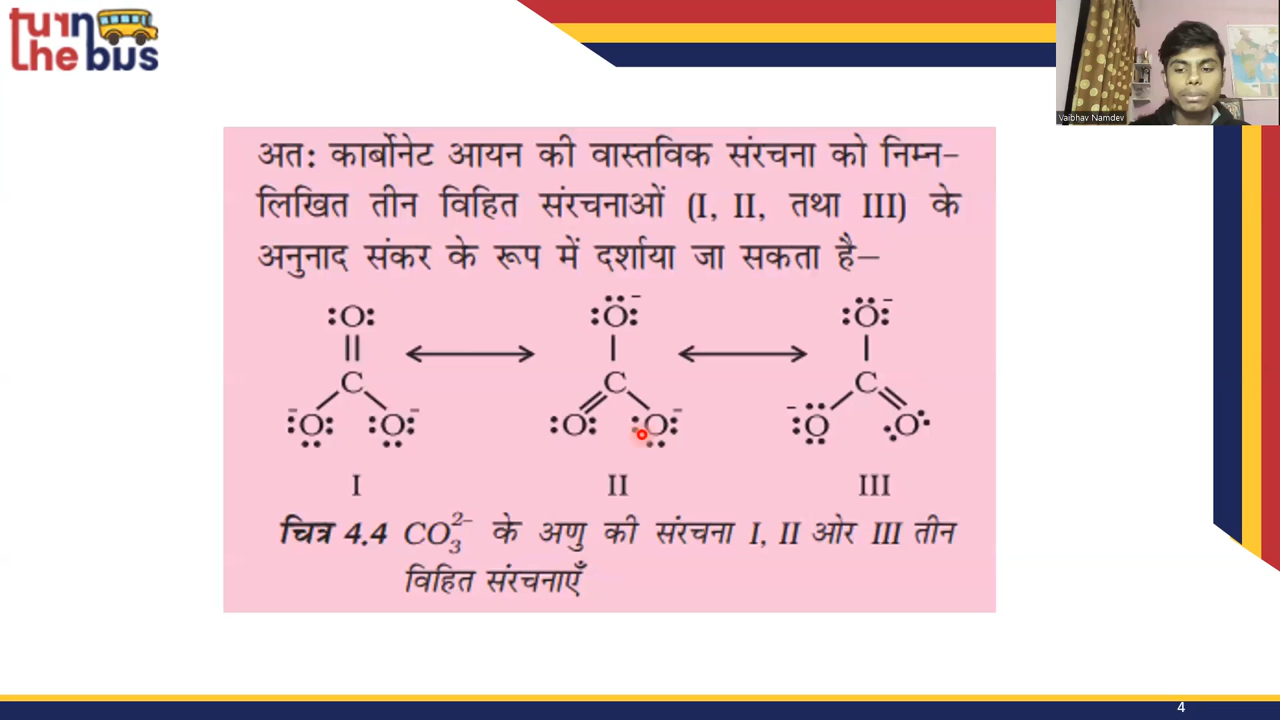 turn
the bus
Vaibhav Namdev
अत: कार्बोनेट आयन की वास्तविक संरचना को निम्न–
लिखित तीन विहित संरचनाओं (I, II, तथा III) के
अनुनाद संकर के रूप में दर्शाया जा सकता है–
:O: :Ö:⁻ :Ö:⁻
C C C
⁻:O: :O:⁻ :O: :O:⁻ ⁻:O: O
I II III
चित्र 4.4 CO₃²⁻ के अणु की संरचना I, II ओर III तीन
विहित संरचनाएँ
4